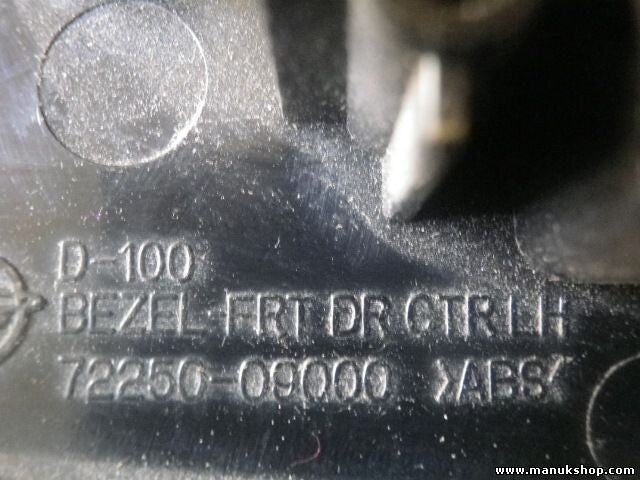 D-100
BEZEL-FRT DR CTR LH
72250-09000 >ABS<
www.manukshop.com